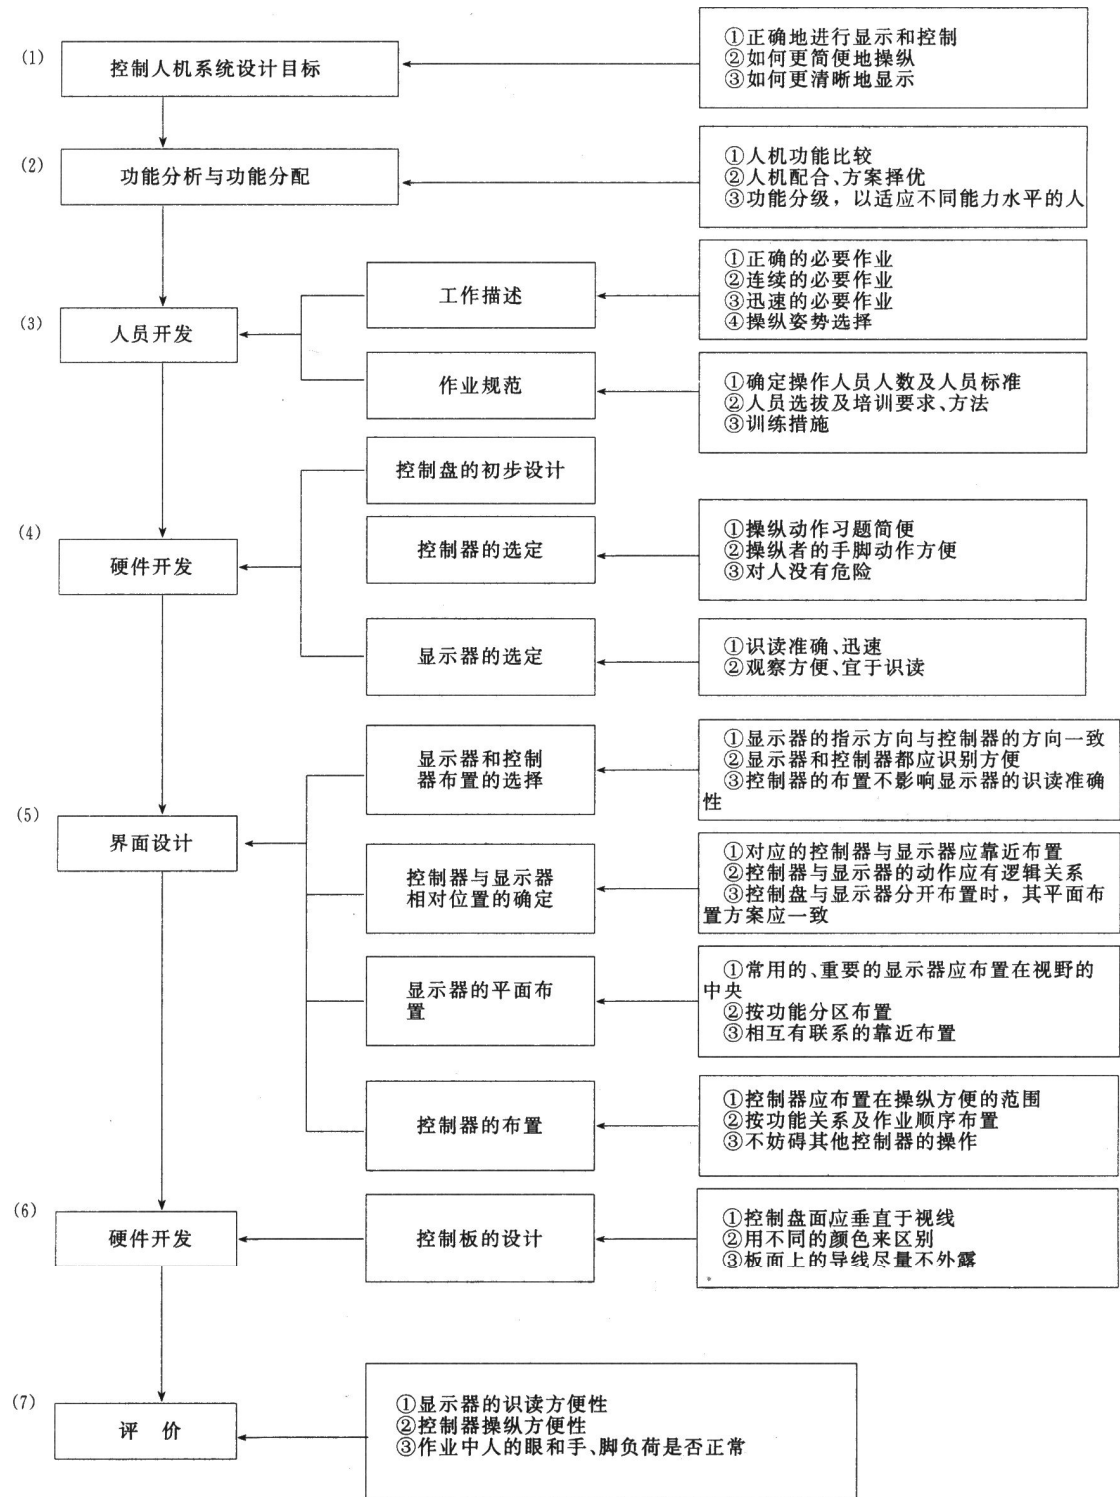 (1)
控制人机系统设计目标
①正确地进行显示和控制
②如何更简便地操纵
③如何更清晰地显示
(2)
功能分析与功能分配
①人机功能比较
②人机配合、方案择优
③功能分级，以适应不同能力水平的人
(3)
人员开发
工作描述
①正确的必要作业
②连续的必要作业
③迅速的必要作业
④操纵姿势选择
作业规范
①确定操作人员人数及人员标准
②人员选拔及培训要求、方法
③训练措施
(4)
硬件开发
控制盘的初步设计
控制器的选定
①操纵动作习题简便
②操纵者的手脚动作方便
③对人没有危险
显示器的选定
①识读准确、迅速
②观察方便、宜于识读
(5)
界面设计
显示器和控制
器布置的选择
①显示器的指示方向与控制器的方向一致
②显示器和控制器都应识别方便
③控制器的布置不影响显示器的识读准确
性
控制器与显示器
相对位置的确定
①对应的控制器与显示器应靠近布置
②控制器与显示器的动作应有逻辑关系
③控制盘与显示器分开布置时，其平面布
置方案应一致
显示器的平面布
置
①常用的、重要的显示器应布置在视野的
中央
②按功能分区布置
③相互有联系的靠近布置
控制器的布置
①控制器应布置在操纵方便的范围
②按功能关系及作业顺序布置
③不妨碍其他控制器的操作
(6)
硬件开发
控制板的设计
①控制盘面应垂直于视线
②用不同的颜色来区别
③板面上的导线尽量不外露
(7)
评 价
①显示器的识读方便性
②控制器操纵方便性
③作业中人的眼和手、脚负荷是否正常